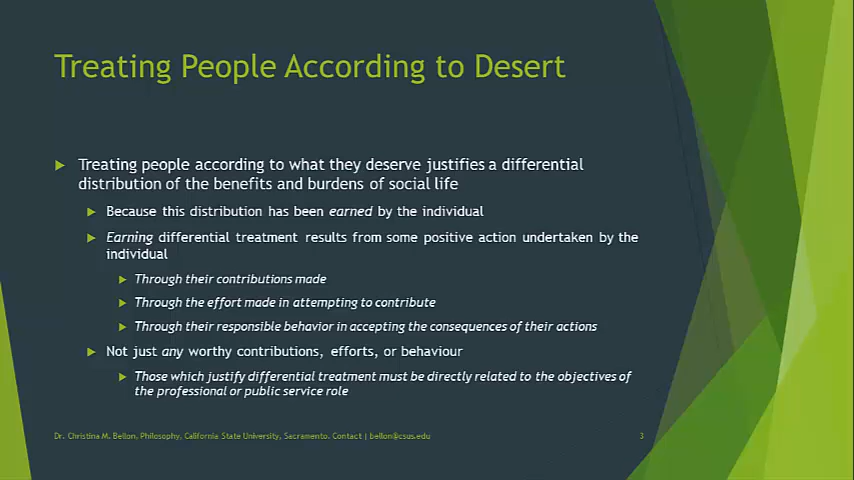 Treating People According to Desert
Treating people according to what they deserve justifies a differential
distribution of the benefits and burdens of social life
Because this distribution has been earned by the individual
Earning differential treatment results from some positive action undertaken by the
individual
Through their contributions made
Through the effort made in attempting to contribute
Through their responsible behavior in accepting the consequences of their actions
Not just any worthy contributions, efforts, or behaviour
Those which justify differential treatment must be directly related to the objectives of
the professional or public service role
Dr. Christina M. Bellon, Philosophy, California State University, Sacramento. Contact | bellon@csus.edu
3